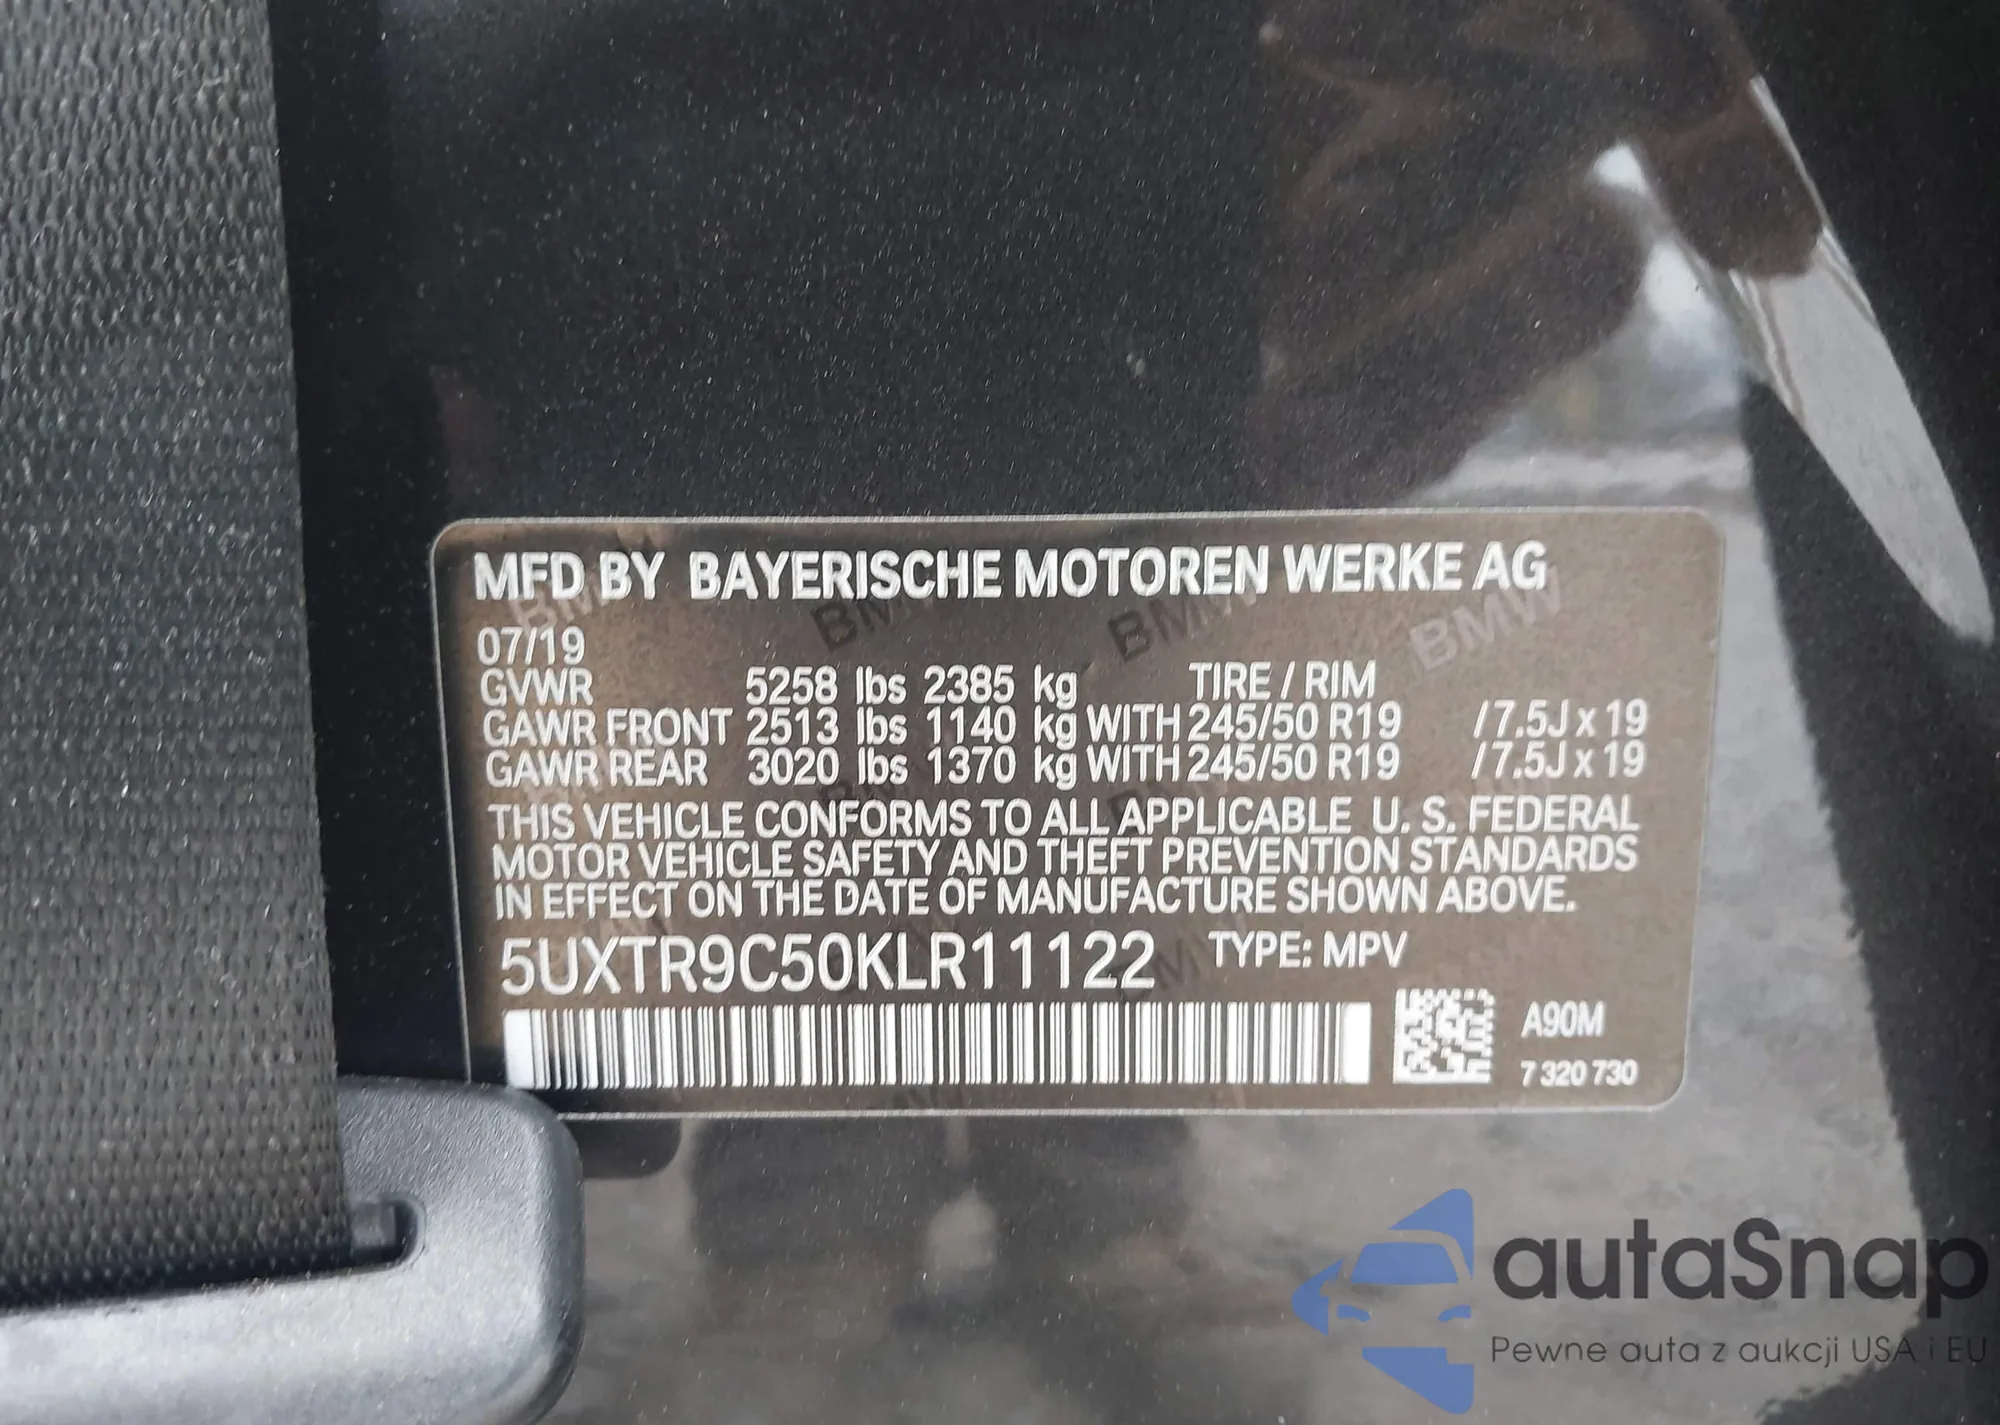 MFD BY BAYERISCHE MOTOREN WERKE AG
07/19
GVWR 5258 lbs 2385 kg TIRE / RIM
GAWR FRONT 2513 lbs 1140 kg WITH 245/50 R19 /7.5J x 19
GAWR REAR 3020 lbs 1370 kg WITH 245/50 R19 /7.5J x 19
THIS VEHICLE CONFORMS TO ALL APPLICABLE U. S. FEDERAL
MOTOR VEHICLE SAFETY AND THEFT PREVENTION STANDARDS
IN EFFECT ON THE DATE OF MANUFACTURE SHOWN ABOVE.
5UXTR9C50KLR11122 TYPE: MPV
A90M
7 320 730
autaSnap
Pewne auta z aukcji USA i EU